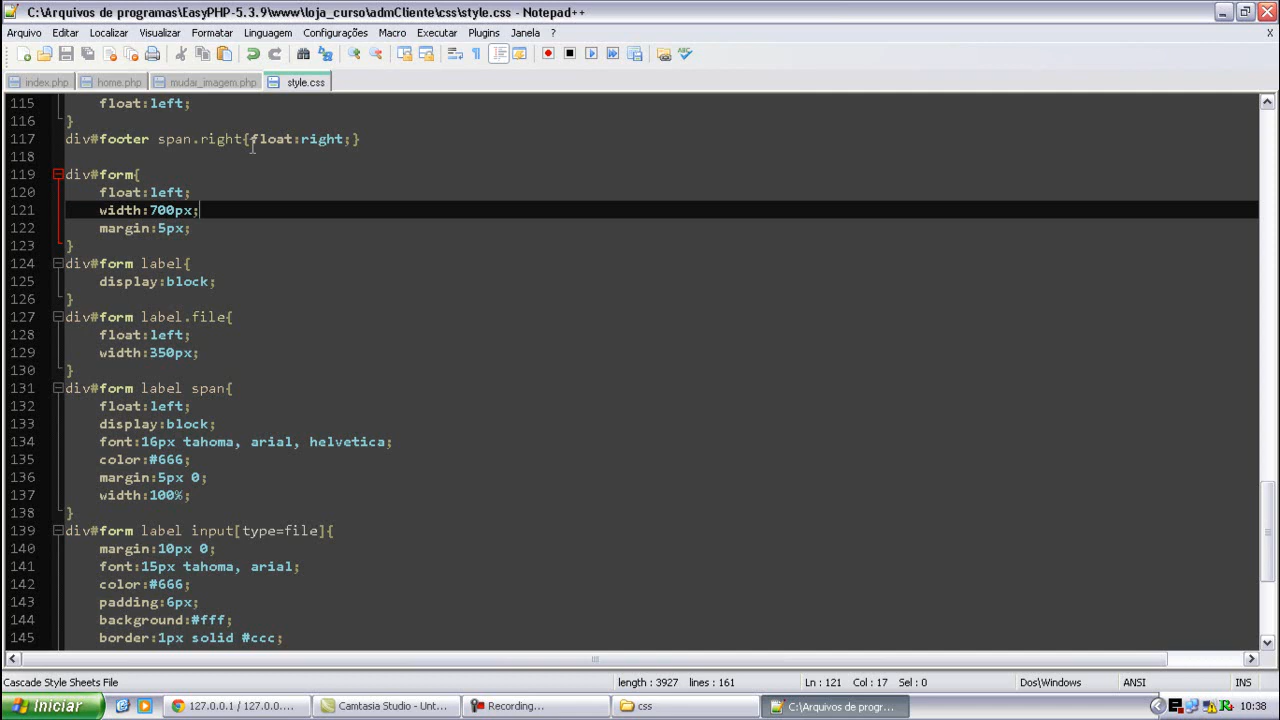 C:\Arquivos de programas\EasyPHP-5.3.9\www\loja_curso\admCliente\css\style.css - Notepad++
Arquivo Editar Localizar Visualizar Formatar Linguagem Configurações Macro Executar Plugins Janela ? X
index.php home.php mudar_imagem.php style.css
115 float:left;
116 }
117 div#footer span.right{float:right;}
118
119 div#form{
120 float:left;
121 width:700px;
122 margin:5px;
123 }
124 div#form label{
125 display:block;
126 }
127 div#form label.file{
128 float:left;
129 width:350px;
130 }
131 div#form label span{
132 float:left;
133 display:block;
134 font:16px tahoma, arial, helvetica;
135 color:#666;
136 margin:5px 0;
137 width:100%;
138 }
139 div#form label input[type=file]{
140 margin:10px 0;
141 font:15px tahoma, arial;
142 color:#666;
143 padding:6px;
144 background:#fff;
145 border:1px solid #ccc;
Cascade Style Sheets File length : 3927 lines : 161 Ln : 121 Col : 17 Sel : 0 Dos\Windows ANSI INS
Iniciar 127.0.0.1 / 127.0.0.... Camtasia Studio - Unt... Recording... css C:\Arquivos de progr... 10:38